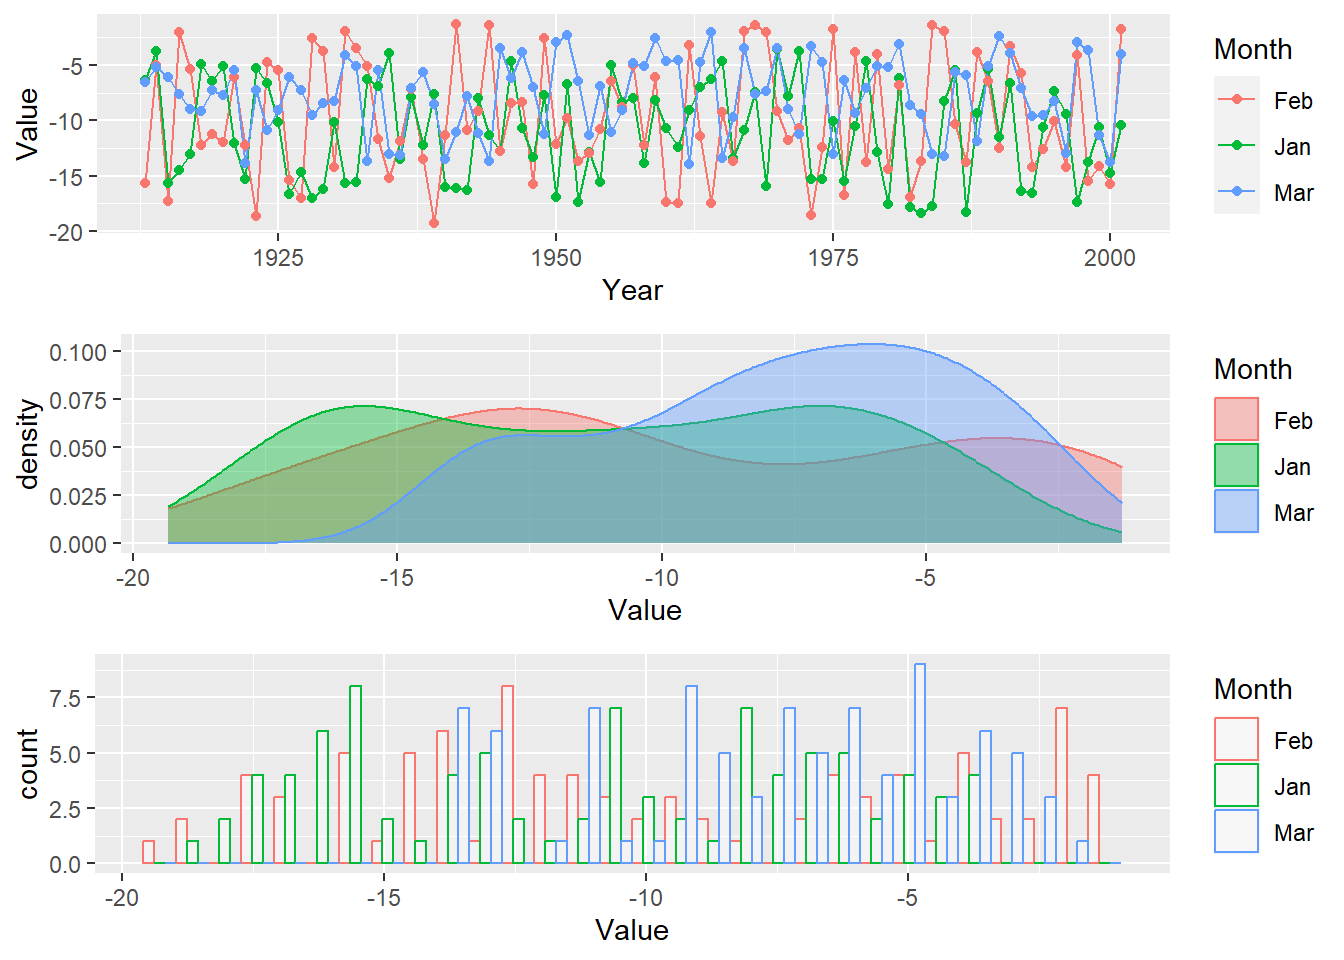 Value
-5
-10
-15
-20
1925 1950 1975 2000
Year
Month
Feb
Jan
Mar
density
0.100
0.075
0.050
0.025
0.000
-20 -15 -10 -5
Value
Month
Feb
Jan
Mar
count
7.5
5.0
2.5
0.0
-20 -15 -10 -5
Value
Month
Feb
Jan
Mar